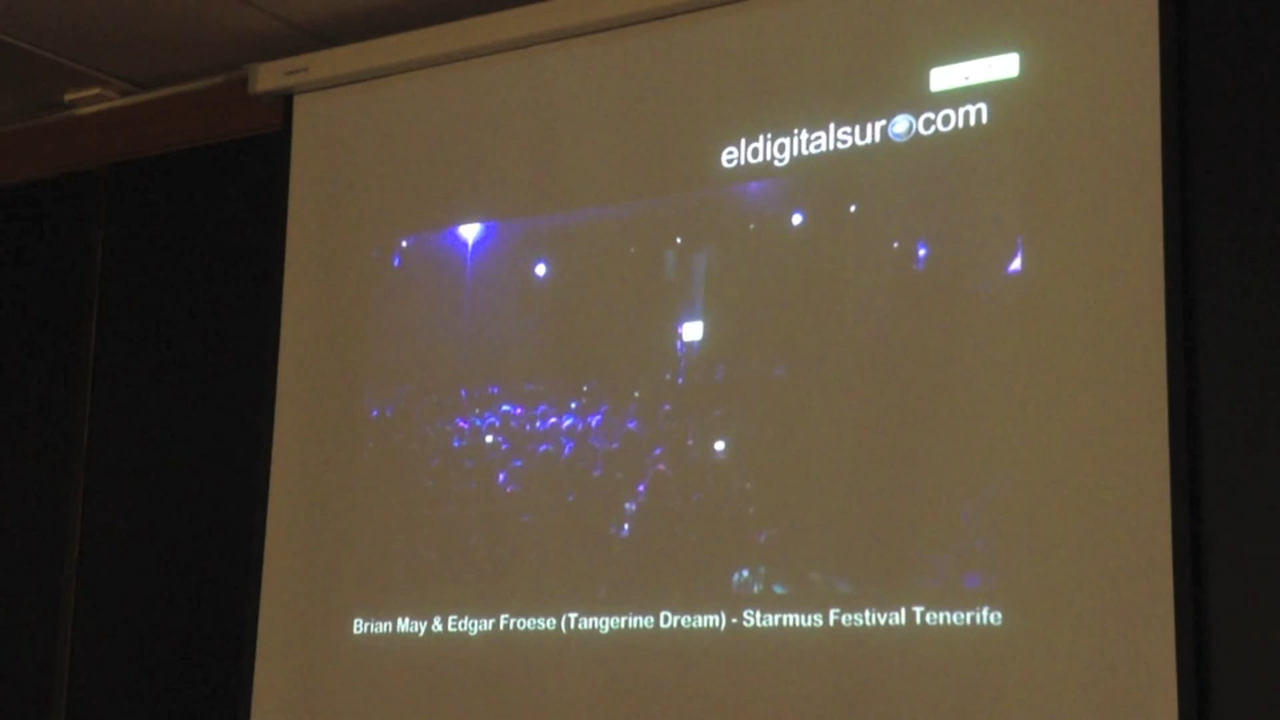 eldigitalsur.com
Brian May & Edgar Froese (Tangerine Dream) - Starmus Festival Tenerife